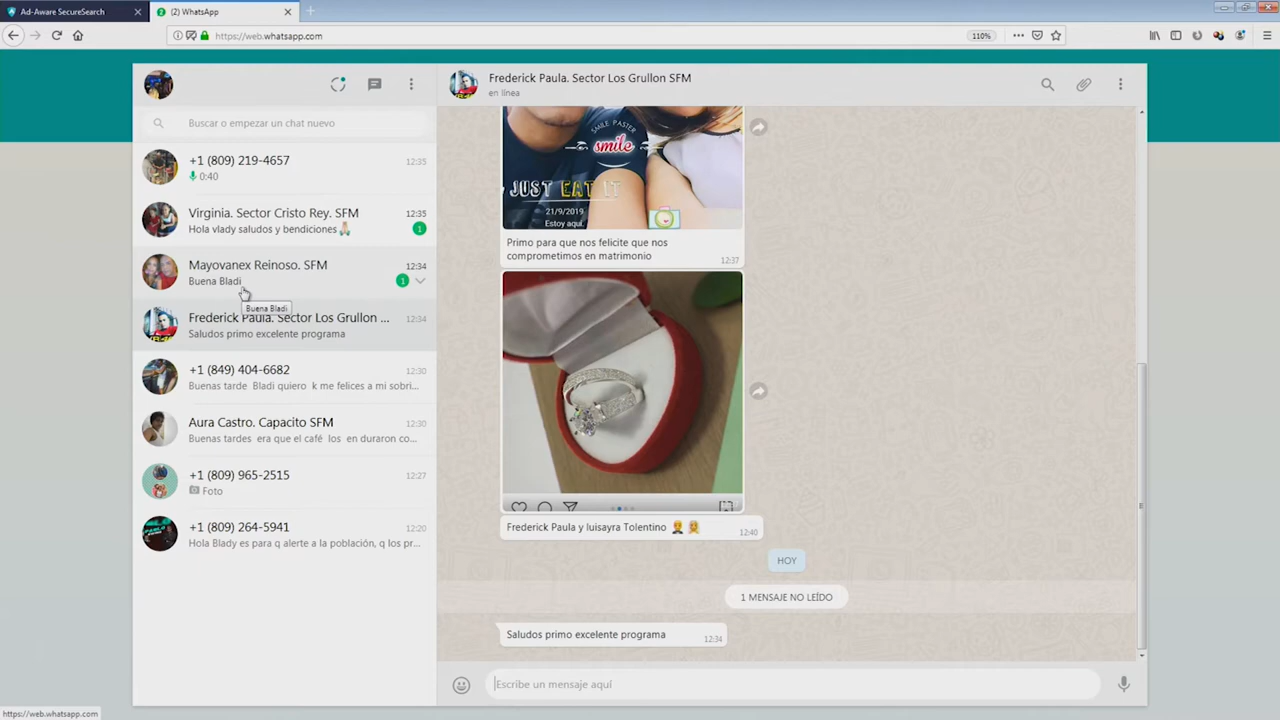 Ad-Aware SecureSearch
(2) WhatsApp
https://web.whatsapp.com
110%
Buscar o empezar un chat nuevo
+1 (809) 219-4657
12:35
0:40
Virginia. Sector Cristo Rey. SFM
12:35
Hola vlady saludos y bendiciones🙏🏻
1
Mayovanex Reinoso. SFM
12:34
Buena Bladi
1
Buena Bladi
Frederick Paula. Sector Los Grullon ...
12:34
Saludos primo excelente programa
+1 (849) 404-6682
12:30
Buenas tarde Bladi quiero k me felices a mi sobri...
Aura Castro. Capacito SFM
12:30
Buenas tardes era que el café los en duraron co...
+1 (809) 965-2515
12:27
Foto
+1 (809) 264-5941
12:20
Hola Blady es para q alerte a la población, q los pr...
https://web.whatsapp.com
Frederick Paula. Sector Los Grullon SFM
en línea
SMILE PASTER
smile
JUST EAT IT
21/9/2019
Estoy aquí.
Primo para que nos felicite que nos
comprometimos en matrimonio
12:37
Frederick Paula y luisayra Tolentino 🤵👰
12:40
HOY
1 MENSAJE NO LEÍDO
Saludos primo excelente programa
12:34
Escribe un mensaje aquí